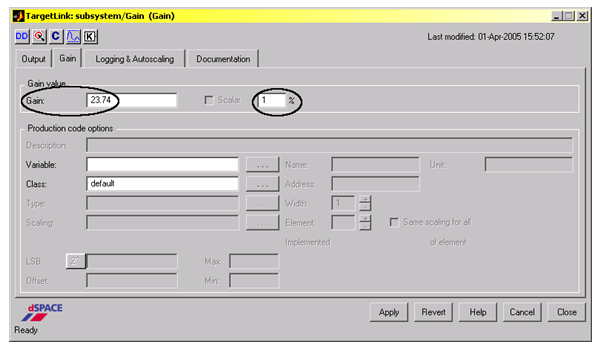 TargetLink: subsystem/Gain (Gain)
DD C K Last modified: 01-Apr-2005 15:52:07
Output Gain Logging & Autoscaling Documentation
Gain value
Gain: 23.74 Scalar 1 %
Production code options
Description:
Variable: ... Name: Unit:
Class: default ... Address:
Type: ... Width: 1
Scaling: ... Element: Same scaling for all
Implemented of element
LSB: 2^ Max:
Offset: Min:
dSPACE Apply Revert Help Cancel Close
Ready